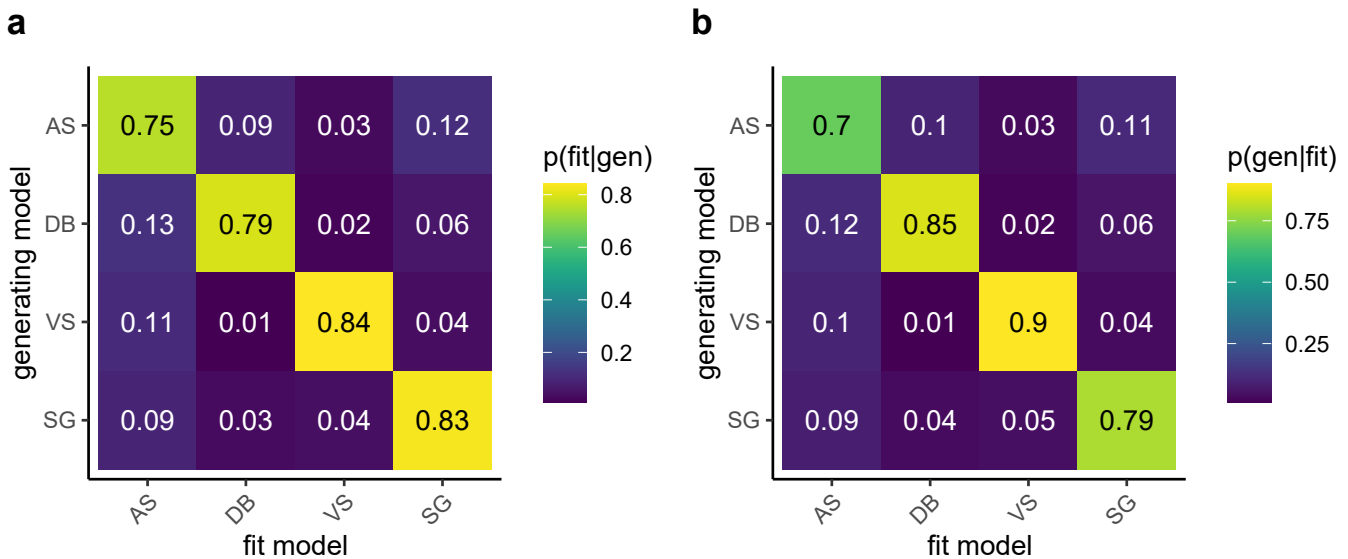 a
AS 0.75 0.09 0.03 0.12
DB 0.13 0.79 0.02 0.06
VS 0.11 0.01 0.84 0.04
SG 0.09 0.03 0.04 0.83
AS DB VS SG
fit model
generating model
p(fit|gen)
0.8
0.6
0.4
0.2
b
AS 0.7 0.1 0.03 0.11
DB 0.12 0.85 0.02 0.06
VS 0.1 0.01 0.9 0.04
SG 0.09 0.04 0.05 0.79
AS DB VS SG
fit model
generating model
p(gen|fit)
0.75
0.50
0.25